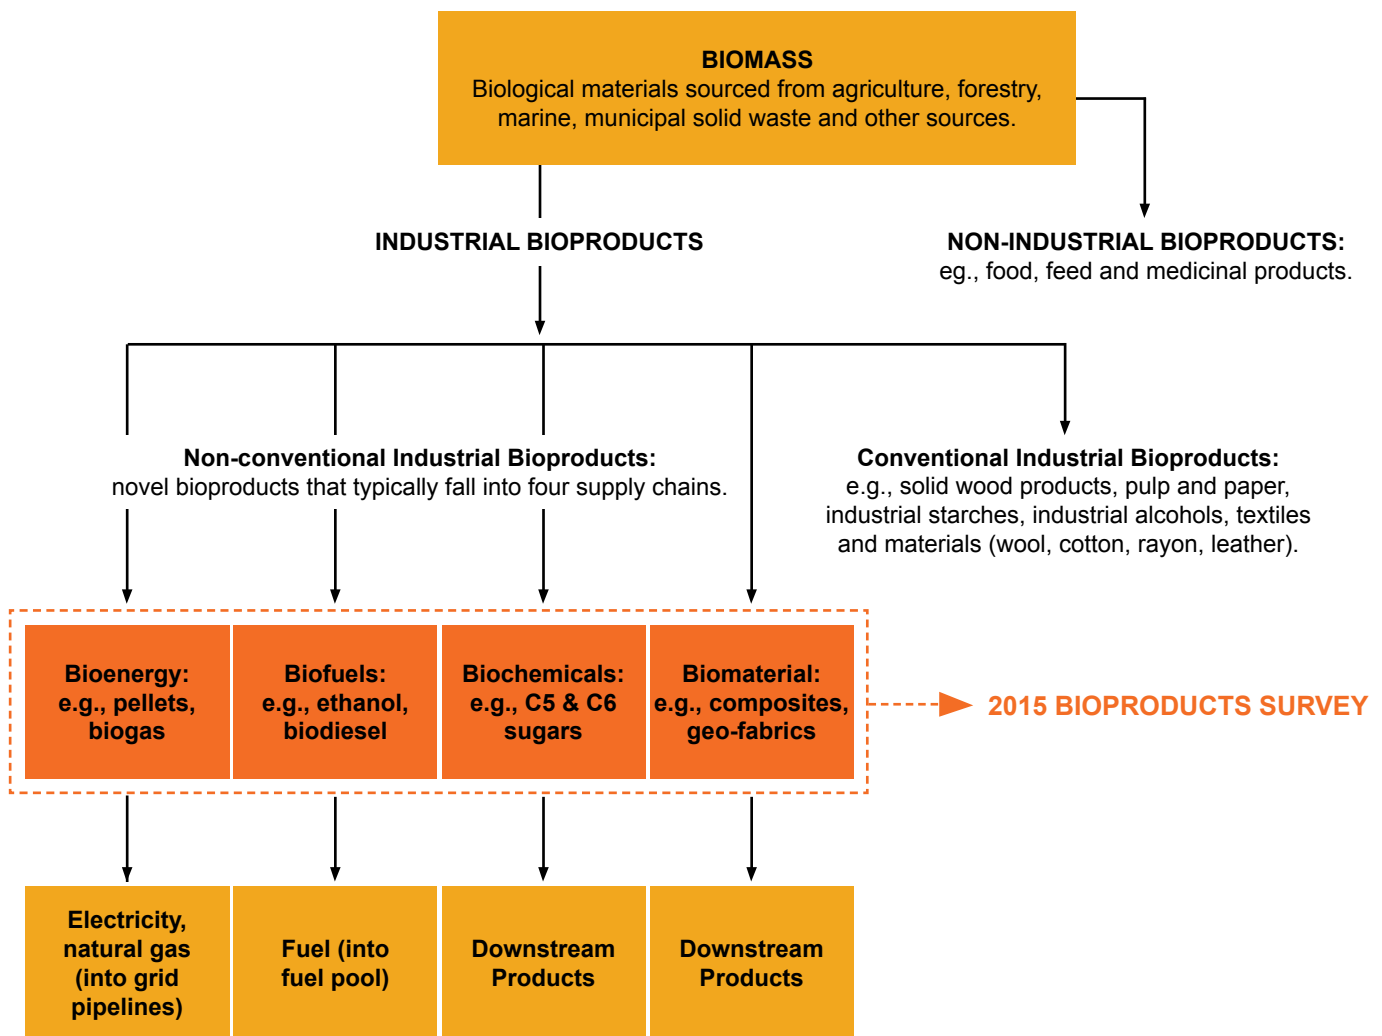 BIOMASS
Biological materials sourced from agriculture, forestry,
marine, municipal solid waste and other sources.
INDUSTRIAL BIOPRODUCTS
NON-INDUSTRIAL BIOPRODUCTS:
eg., food, feed and medicinal products.
Non-conventional Industrial Bioproducts:
novel bioproducts that typically fall into four supply chains.
Conventional Industrial Bioproducts:
e.g., solid wood products, pulp and paper,
industrial starches, industrial alcohols, textiles
and materials (wool, cotton, rayon, leather).
Bioenergy:
e.g., pellets,
biogas
Biofuels:
e.g., ethanol,
biodiesel
Biochemicals:
e.g., C5 & C6
sugars
Biomaterial:
e.g., composites,
geo-fabrics
2015 BIOPRODUCTS SURVEY
Electricity,
natural gas
(into grid
pipelines)
Fuel (into
fuel pool)
Downstream
Products
Downstream
Products